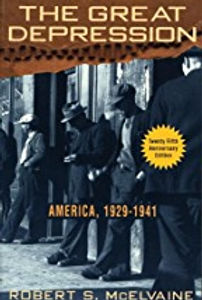 THE GREAT
DEPRESSION
Twenty Fifth
Anniversary
Edition
AMERICA, 1929-1941
ROBERT S. McELVAINE